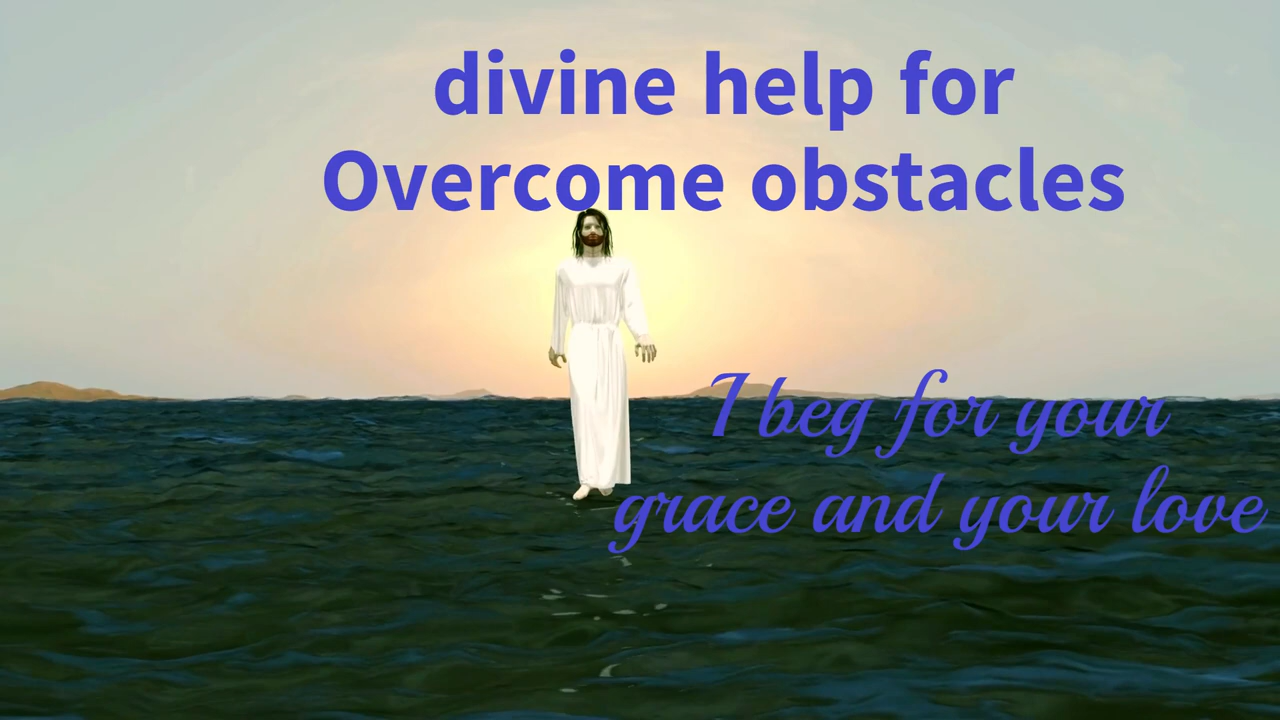 divine help for
Overcome obstacles
I beg for your
grace and your love